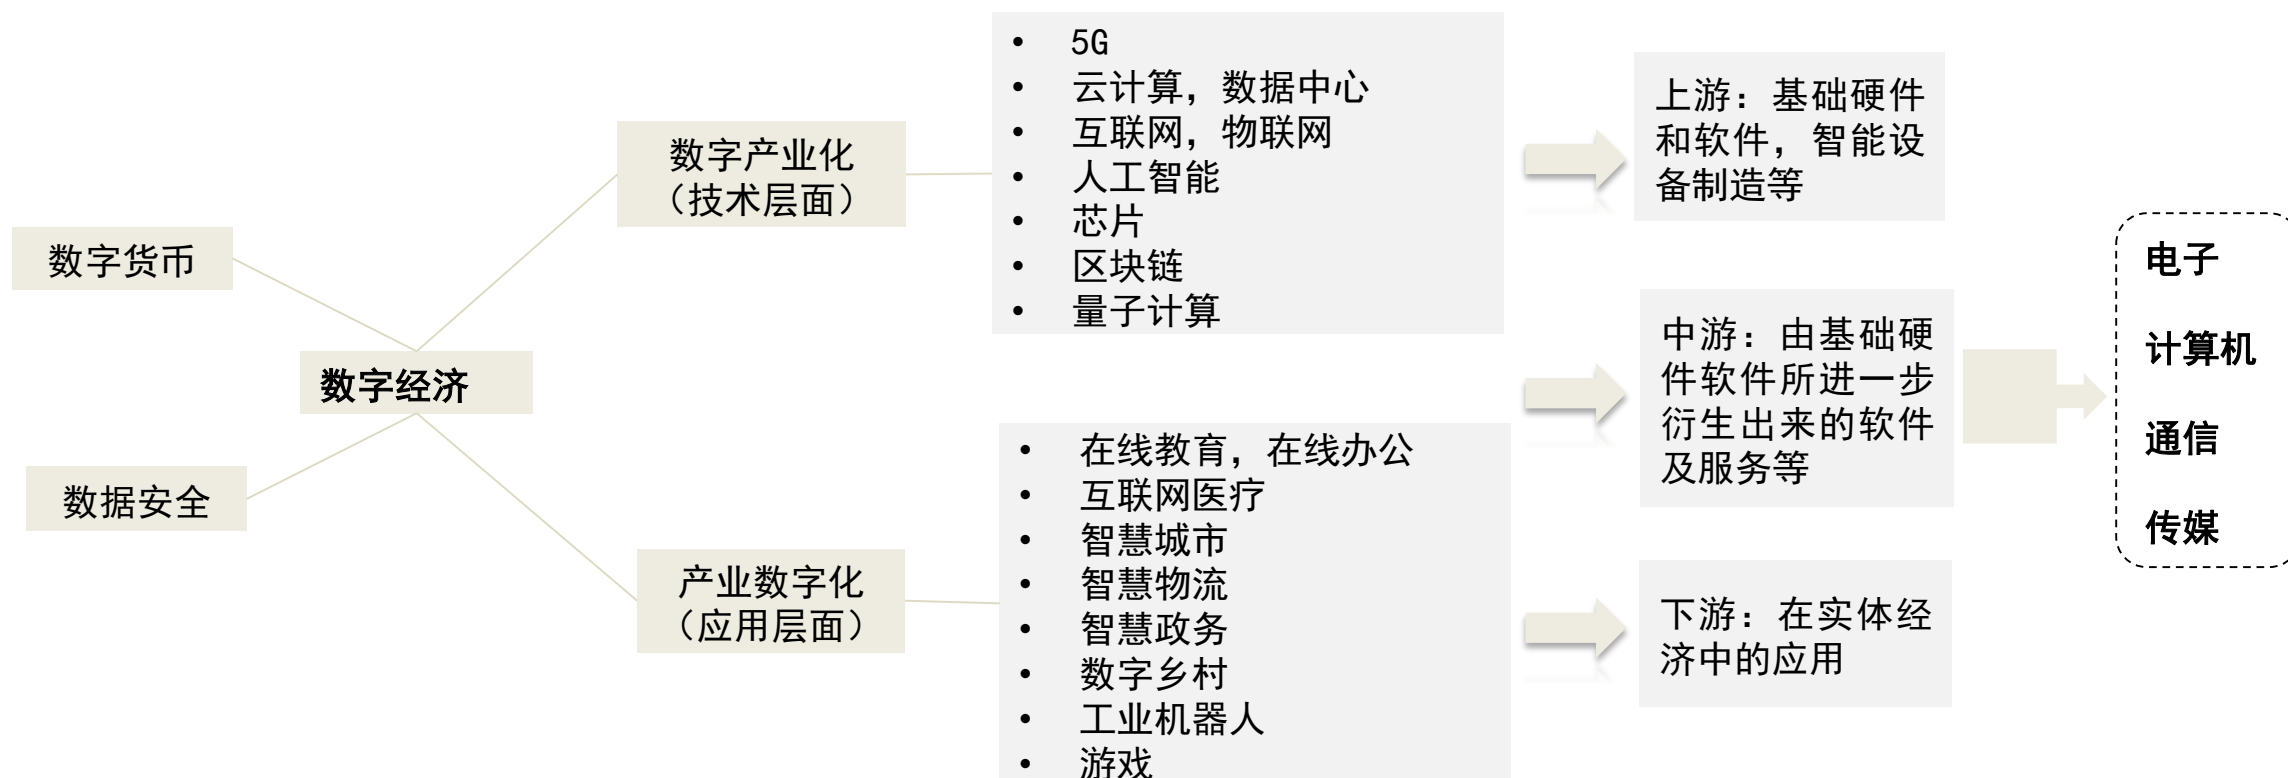 数字货币
数字经济
数据安全
数字产业化
（技术层面）
产业数字化
（应用层面）
• 5G
• 云计算，数据中心
• 互联网，物联网
• 人工智能
• 芯片
• 区块链
• 量子计算
• 在线教育，在线办公
• 互联网医疗
• 智慧城市
• 智慧物流
• 智慧政务
• 数字乡村
• 工业机器人
• 游戏
上游：基础硬件
和软件，智能设
备制造等
中游：由基础硬
件软件所进一步
衍生出来的软件
及服务等
下游：在实体经
济中的应用
电子
计算机
通信
传媒